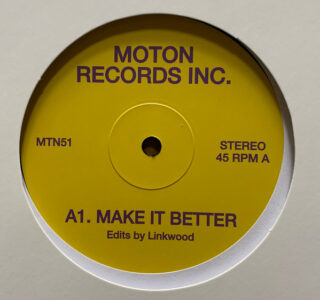 MOTON
RECORDS INC.
MTN51
STEREO
45 RPM A
A1. MAKE IT BETTER
Edits by Linkwood